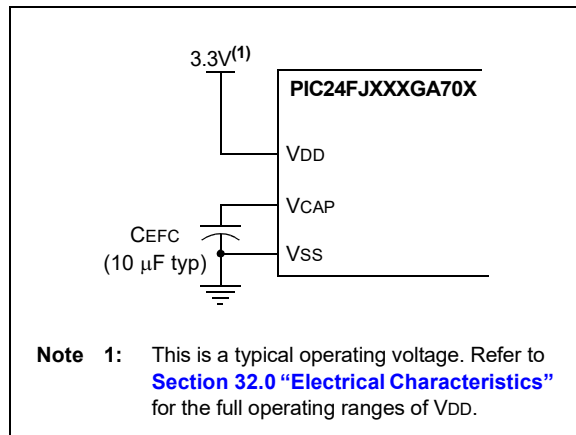 3.3V(1)
PIC24FJXXXGA70X
VDD
VCAP
CEFC
(10 μF typ)
VSS
Note 1: This is a typical operating voltage. Refer to
Section 32.0 “Electrical Characteristics”
for the full operating ranges of VDD.